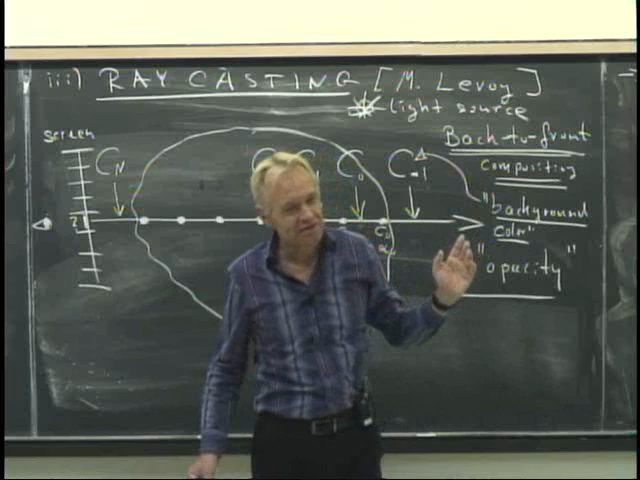 iii) RAY CASTING [M. Levoy]
light source
screen
Back-to-front
compositing
C_N C_0 C_-1
"background
color"
"opacity"